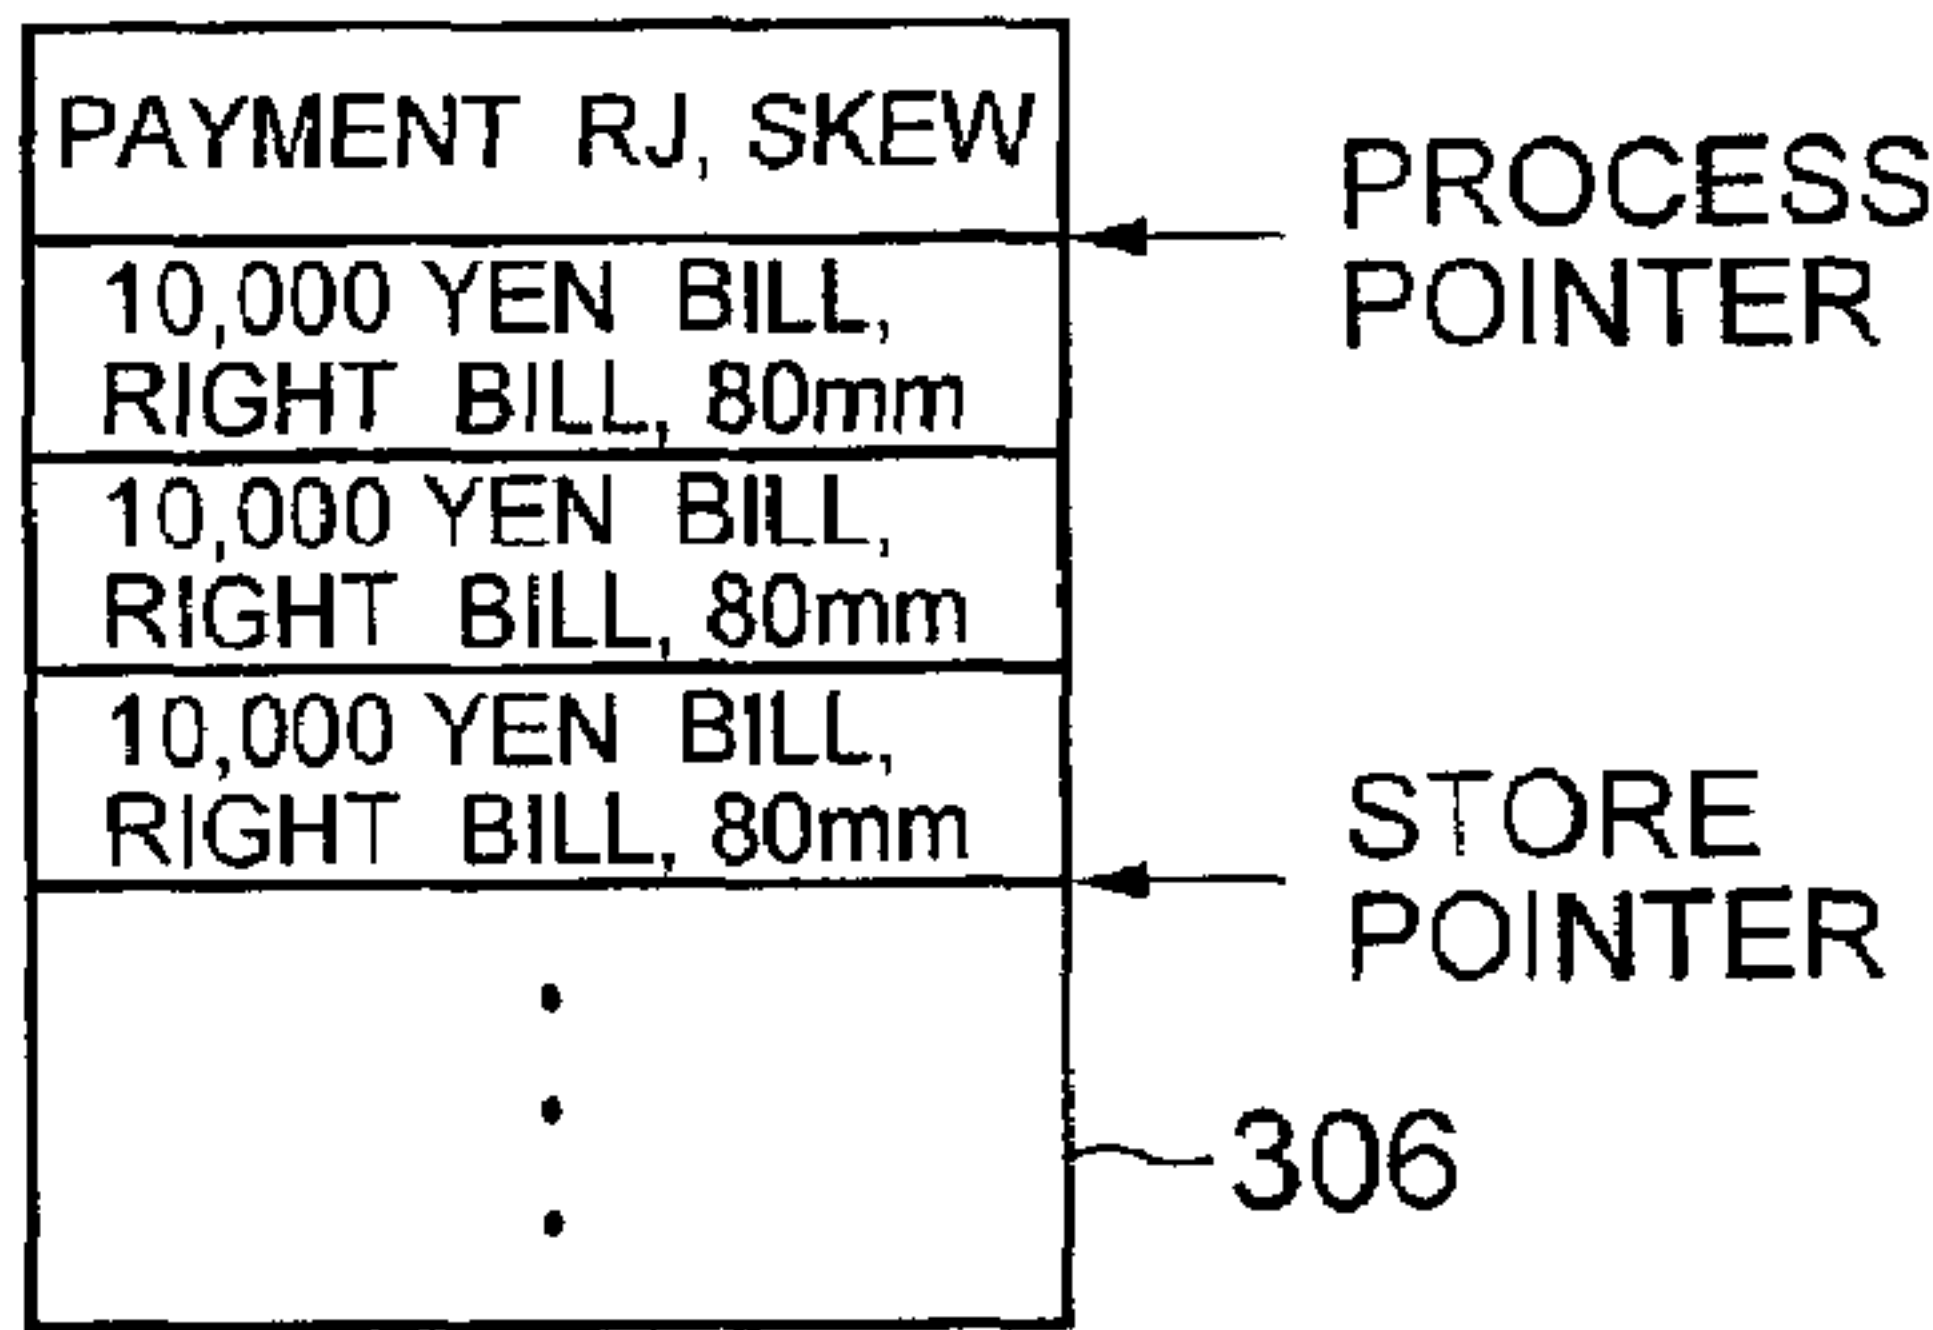 PAYMENT RJ, SKEW
10,000 YEN BILL,
RIGHT BILL, 80mm
10,000 YEN BILL,
RIGHT BILL, 80mm
10,000 YEN BILL,
RIGHT BILL, 80mm
PROCESS
POINTER
STORE
POINTER
306